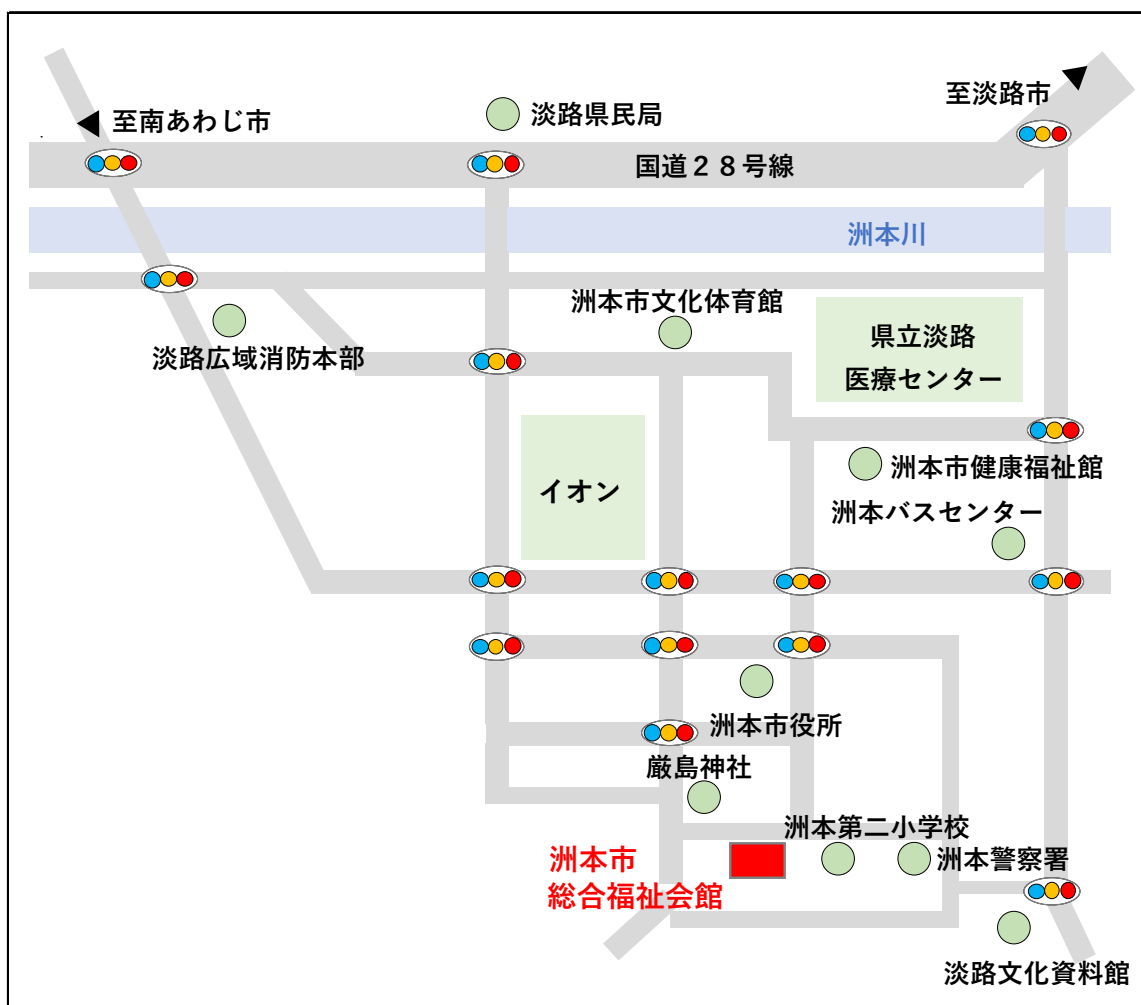 至淡路市
至南あわじ市
淡路県民局
国道２８号線
洲本川
洲本市文化体育館
県立淡路
医療センター
淡路広域消防本部
洲本市健康福祉館
イオン
洲本バスセンター
洲本市役所
厳島神社
洲本第二小学校
洲本市
総合福祉会館
洲本警察署
淡路文化資料館